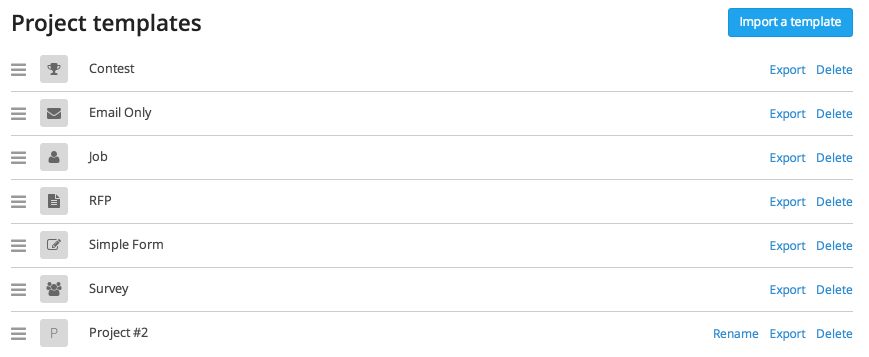 Project templates Import a template
Contest Export Delete
Email Only Export Delete
Job Export Delete
RFP Export Delete
Simple Form Export Delete
Survey Export Delete
P Project #2 Rename Export Delete